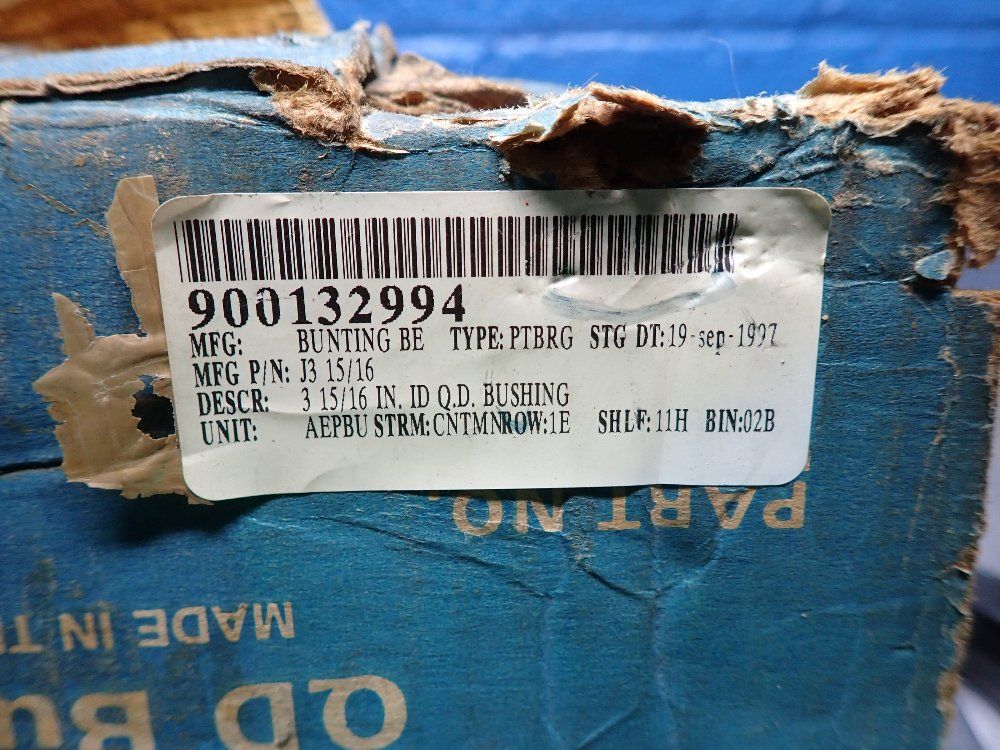 900132994
MFG: BUNTING BE TYPE: PTBRG STG DT: 19-sep-1997
MFG P/N: J3 15/16
DESCR: 3 15/16 IN. ID Q.D. BUSHING
UNIT: AEPBU STRM:CNTMNROW:1E SHLF: 11H BIN:02B
PART NO.
MADE IN
QD Bu